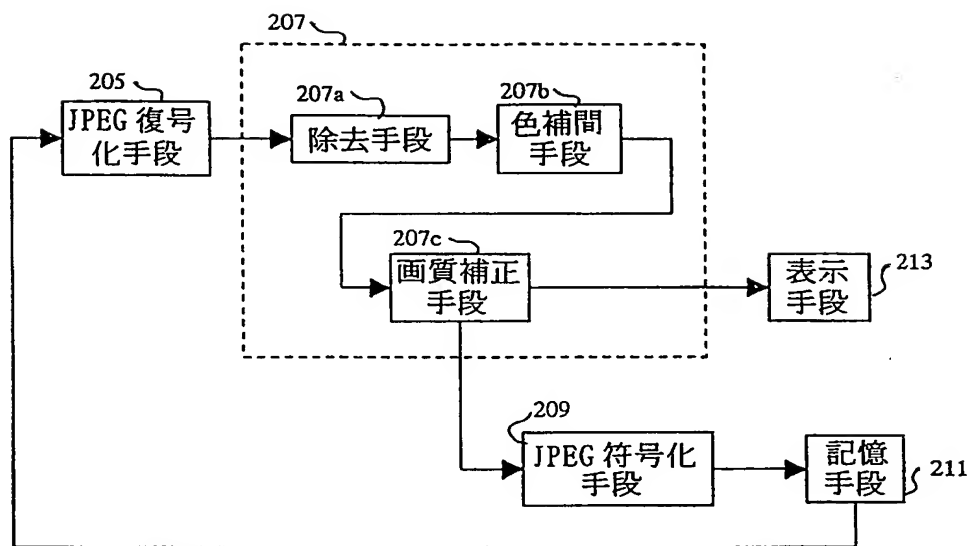 207
205
JPEG 復号
化手段
207a
除去手段
207b
色補間
手段
207c
画質補正
手段
表示
手段
213
209
JPEG 符号化
手段
記憶
手段
211